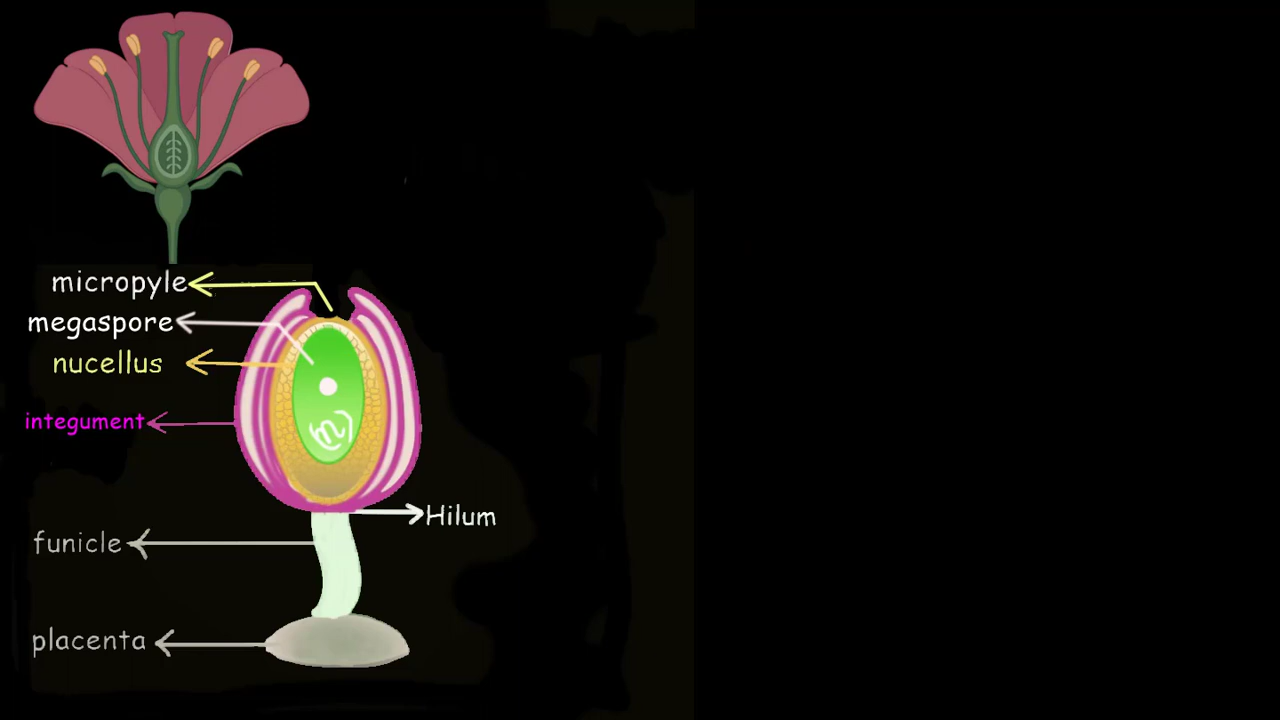 micropyle
megaspore
nucellus
integument
(n)
Hilum
funicle
placenta